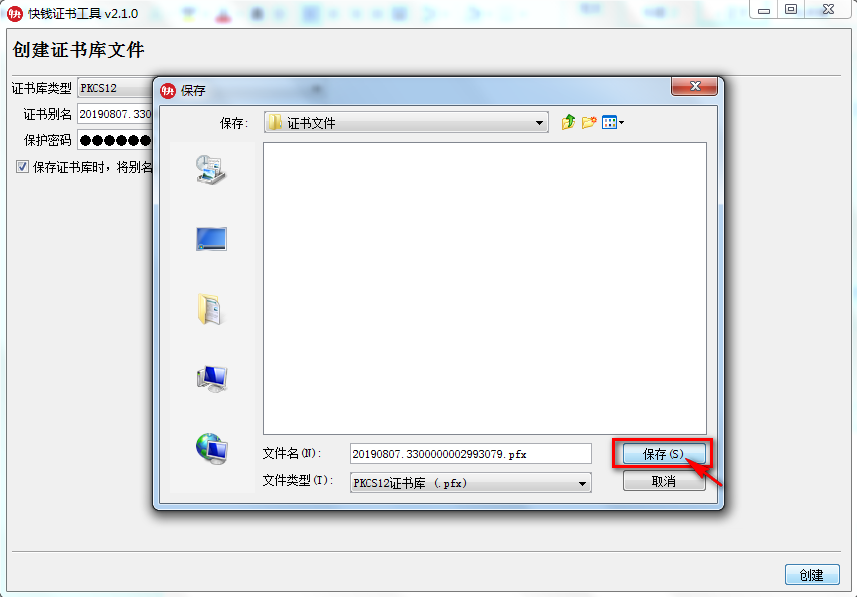 快 快钱证书工具 v2.1.0
创建证书库文件
证书库类型 PKCS12
证书别名 20190807.330
保护密码 ●●●●●●
保存证书库时，将别名
快 保存
保存: 证书文件
文件名(N): 20190807.3300000002993079.pfx
保存(S)
文件类型(T): PKCS12证书库 (.pfx)
取消
创建